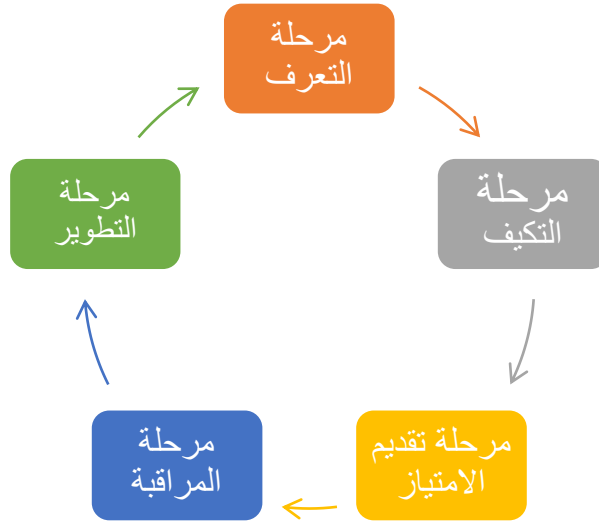 مرحلة
التعرف
مرحلة
التكيف
مرحلة تقديم
الامتياز
مرحلة
المراقبة
مرحلة
التطوير